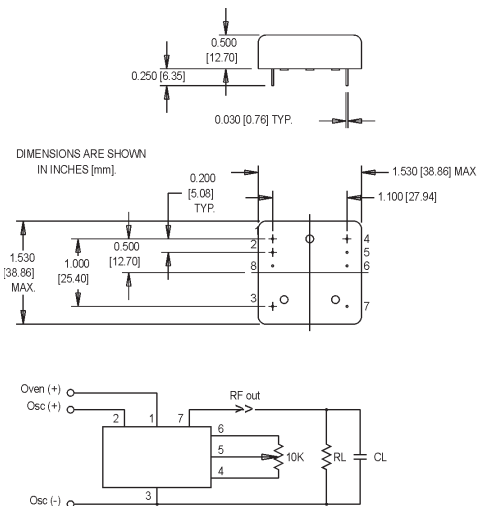 0.500
[12.70]
0.250 [6.35]
0.030 [0.76] TYP.
DIMENSIONS ARE SHOWN
IN INCHES [mm].
0.200
[5.08]
TYP.
1.530 [38.86] MAX
1.100 [27.94]
1.530
[38.86]
MAX.
1.000
[25.40]
0.500
[12.70]
1
2
8
3
4
5
6
7
Oven (+)
Osc (+)
2
1
7
RF out
6
5
4
10K
RL
CL
3
Osc (-)